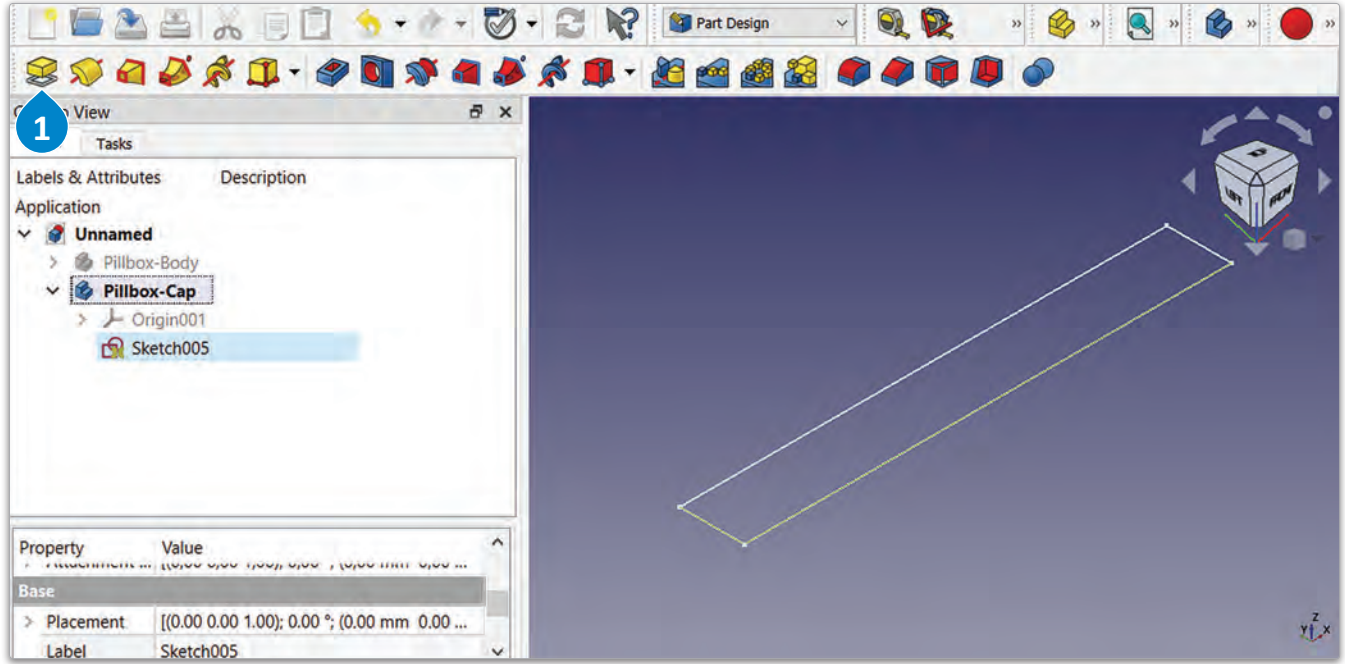 Part Design
»
»
»
»
»
1
View
Tasks
Labels & Attributes Description
Application
Unnamed
Pillbox-Body
Pillbox-Cap
Origin001
Sketch005
Property Value
Base
Placement [(0.00 0.00 1.00); 0.00 °; (0.00 mm 0.00 ...
Label Sketch005
LEFT
Z
Y X